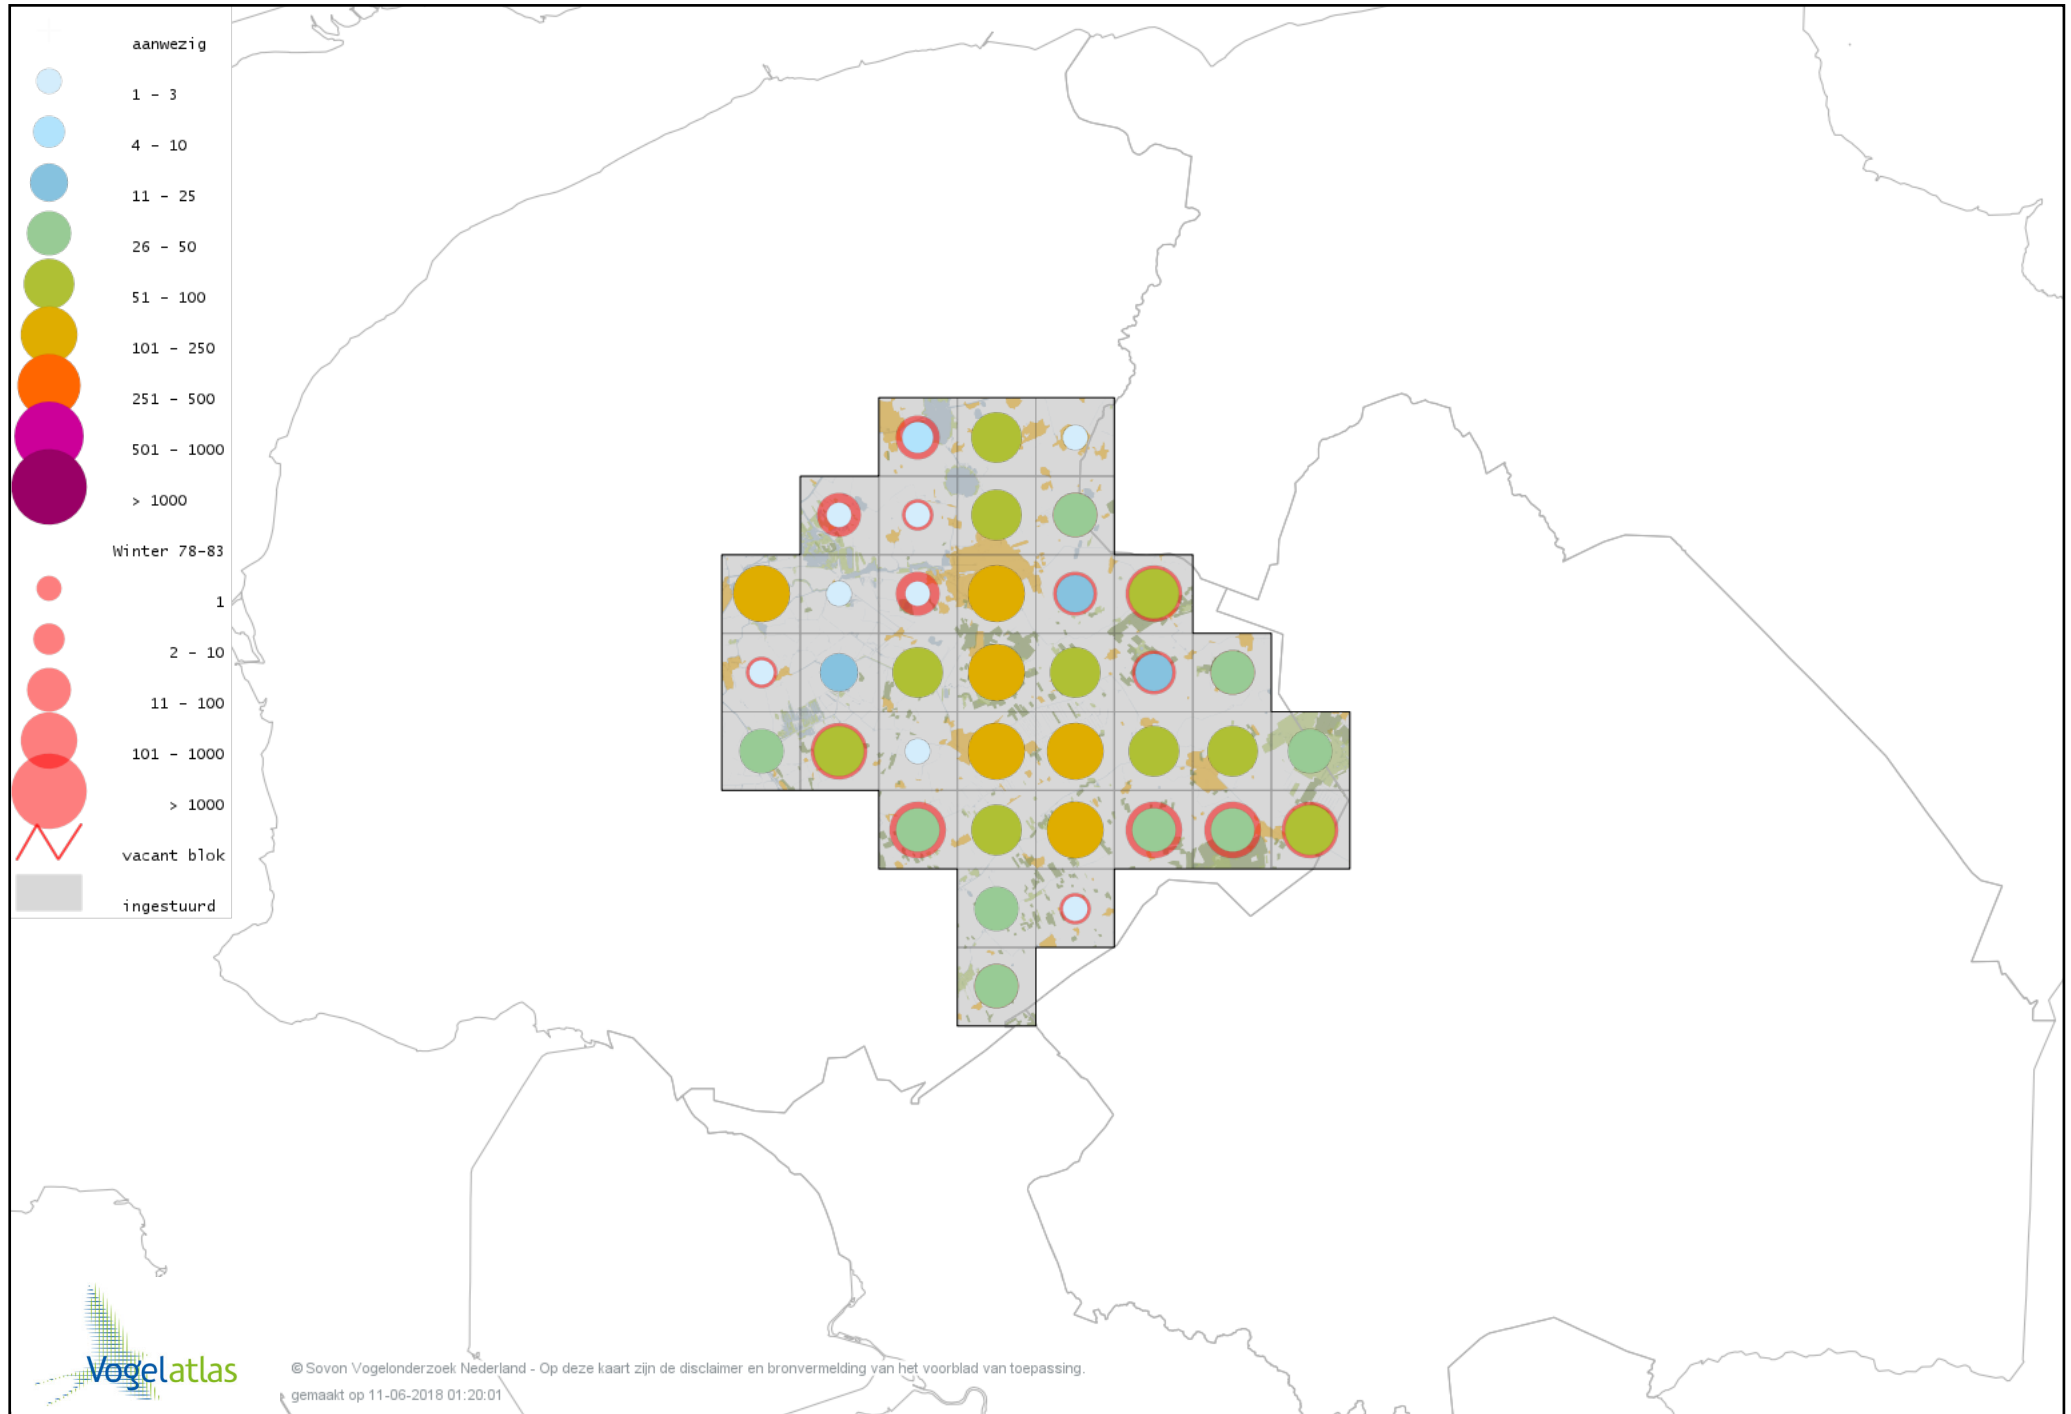 aanwezig
1 - 3
4 - 10
11 - 25
26 - 50
51 - 100
101 - 250
251 - 500
501 - 1000
> 1000
Winter 78-83
1
2 - 10
11 - 100
101 - 1000
> 1000
vacant blok
ingestuurd
Vogelatlas
© Sovon Vogelonderzoek Nederland - Op deze kaart zijn de disclaimer en bronvermelding van het voorblad van toepassing.
gemaakt op 11-06-2018 01:20:01